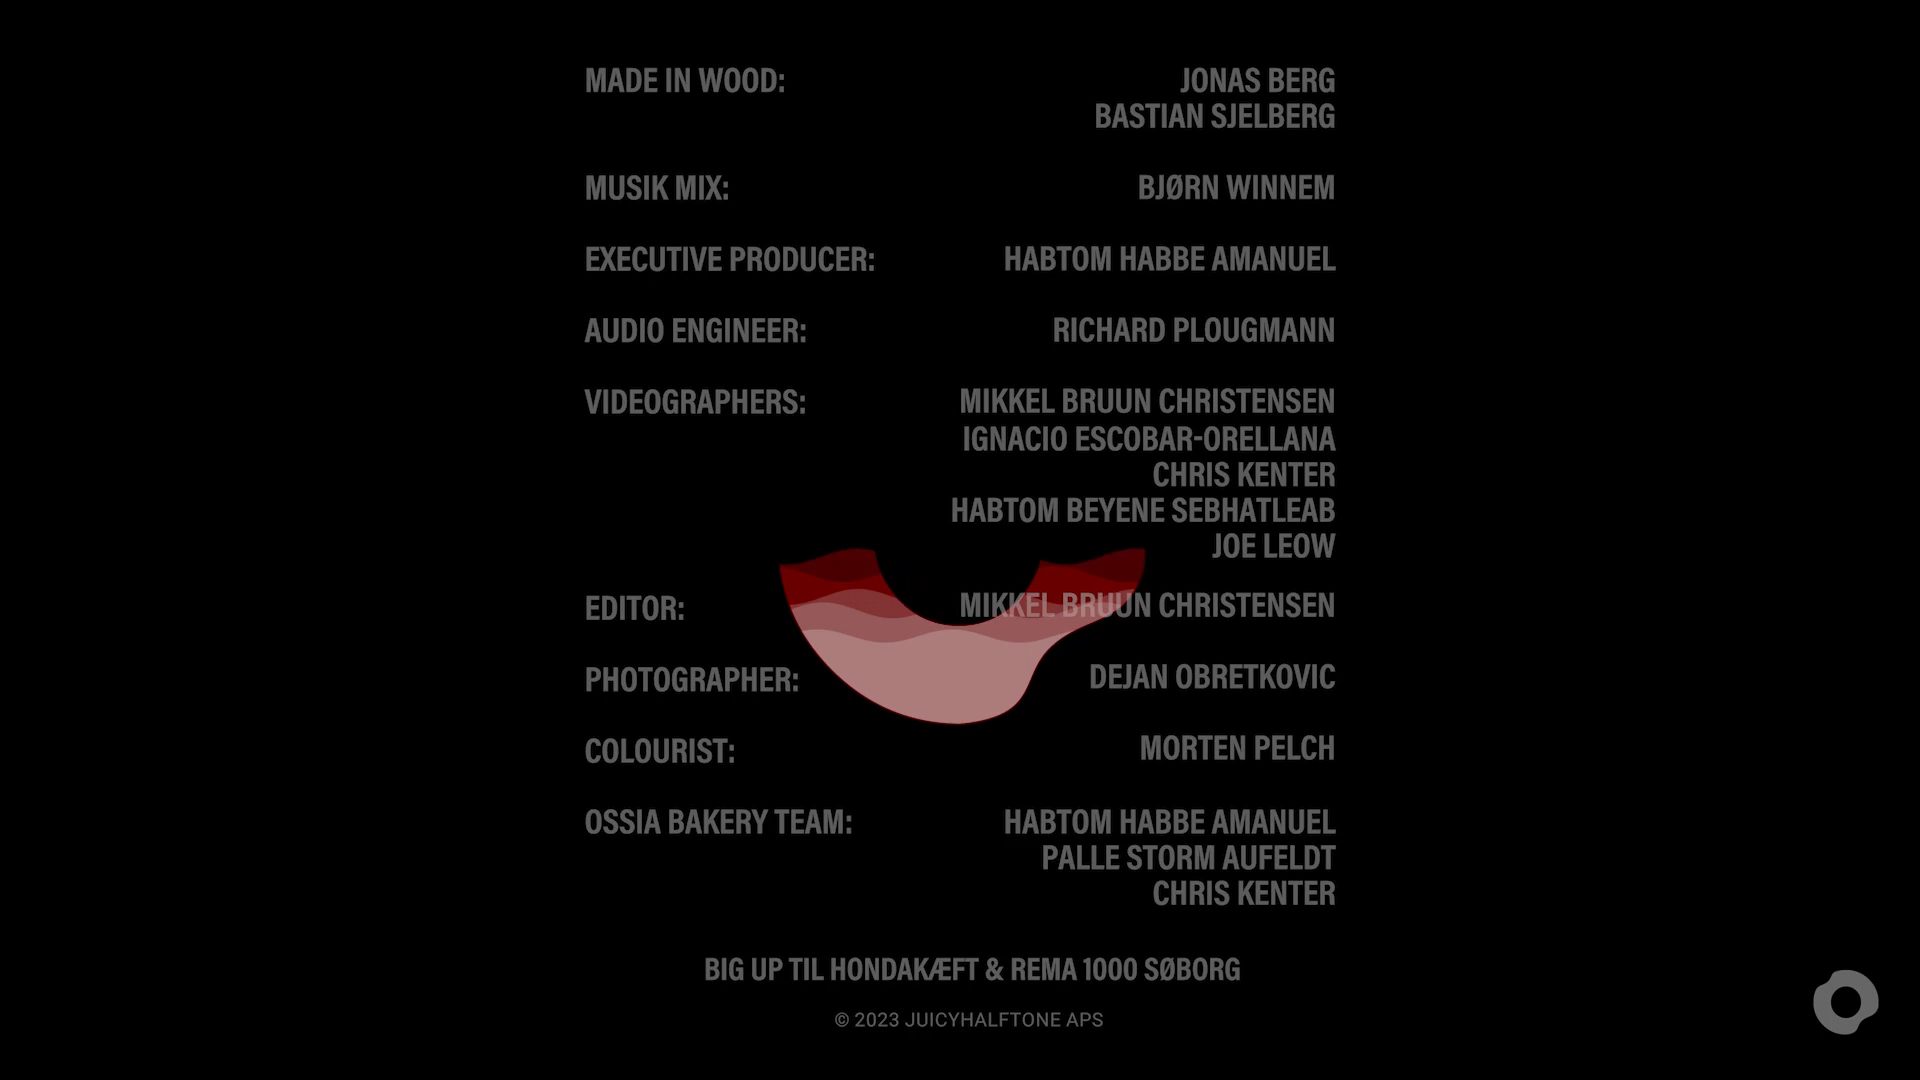 MADE IN WOOD: JONAS BERG
BASTIAN SJELBERG
MUSIK MIX: BJØRN WINNEM
EXECUTIVE PRODUCER: HABTOM HABBE AMANUEL
AUDIO ENGINEER: RICHARD PLOUGMANN
VIDEOGRAPHERS: MIKKEL BRUUN CHRISTENSEN
IGNACIO ESCOBAR-ORELLANA
CHRIS KENTER
HABTOM BEYENE SEBHATLEAB
JOE LEOW
EDITOR: MIKKEL BRUUN CHRISTENSEN
PHOTOGRAPHER: DEJAN OBRETKOVIC
COLOURIST: MORTEN PELCH
OSSIA BAKERY TEAM: HABTOM HABBE AMANUEL
PALLE STORM AUFELDT
CHRIS KENTER
BIG UP TIL HONDAKÆFT & REMA 1000 SØBORG
© 2023 JUICYHALFTONE APS